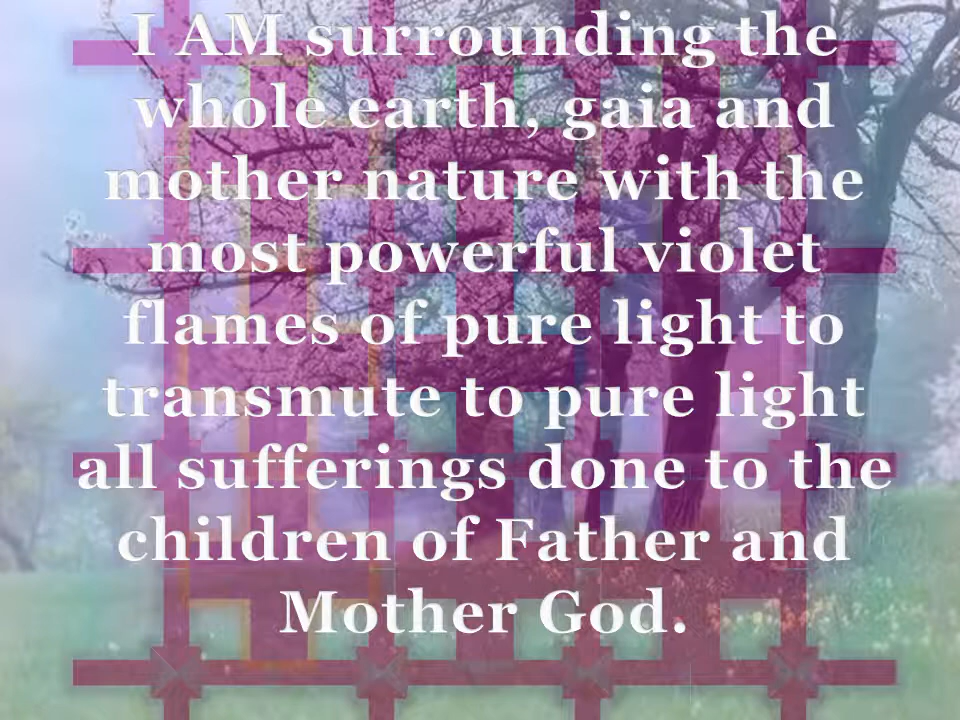 I AM surrounding the
whole earth, gaia and
mother nature with the
most powerful violet
flames of pure light to
transmute to pure light
all sufferings done to the
children of Father and
Mother God.